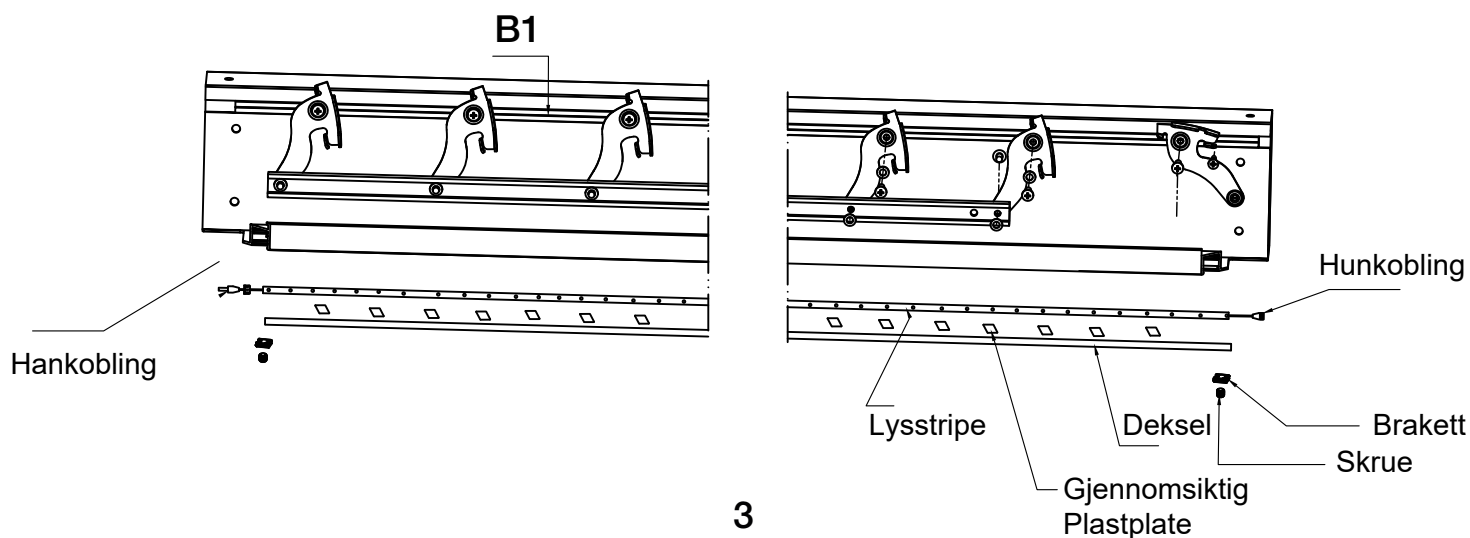 B1
Hunkobling
Hankobling
Lysstripe
Deksel
Brakett
Skrue
Gjennomsiktig
Plastplate
3